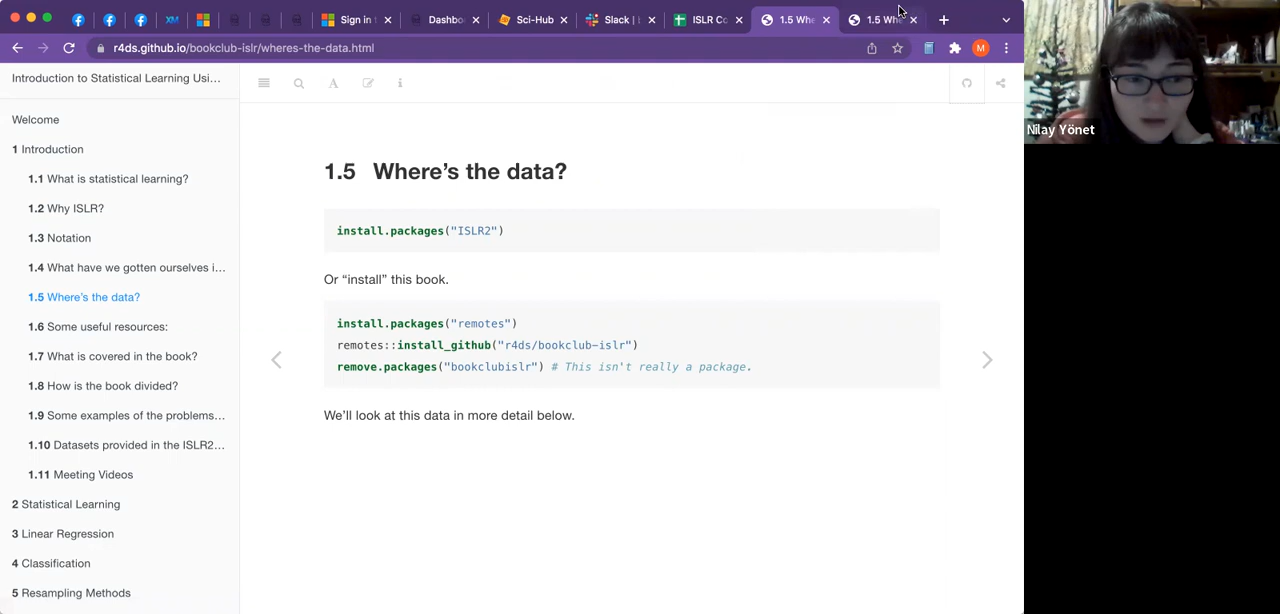 Sign in
Dashbo
Sci-Hub
Slack |
ISLR Co
1.5 Whe
1.5 Whe
r4ds.github.io/bookclub-islr/wheres-the-data.html
M
Introduction to Statistical Learning Usi...
Welcome
1 Introduction
1.1 What is statistical learning?
1.2 Why ISLR?
1.3 Notation
1.4 What have we gotten ourselves i...
1.5 Where's the data?
1.6 Some useful resources:
1.7 What is covered in the book?
1.8 How is the book divided?
1.9 Some examples of the problems...
1.10 Datasets provided in the ISLR2...
1.11 Meeting Videos
2 Statistical Learning
3 Linear Regression
4 Classification
5 Resampling Methods
1.5 Where's the data?
install.packages("ISLR2")
Or “install” this book.
install.packages("remotes")
remotes::install_github("r4ds/bookclub-islr")
remove.packages("bookclubislr") # This isn't really a package.
We'll look at this data in more detail below.
Nilay Yönet